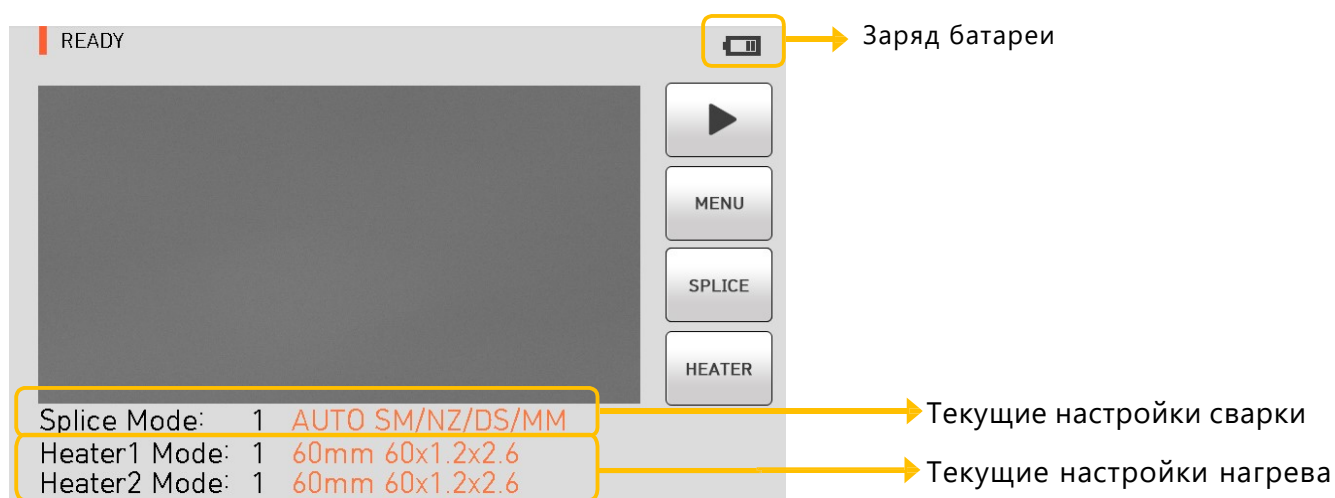 READY
Заряд батареи
MENU
SPLICE
HEATER
Splice Mode: 1 AUTO SM/NZ/DS/MM
Текущие настройки сварки
Heater1 Mode: 1 60mm 60x1.2x2.6
Heater2 Mode: 1 60mm 60x1.2x2.6
Текущие настройки нагрева